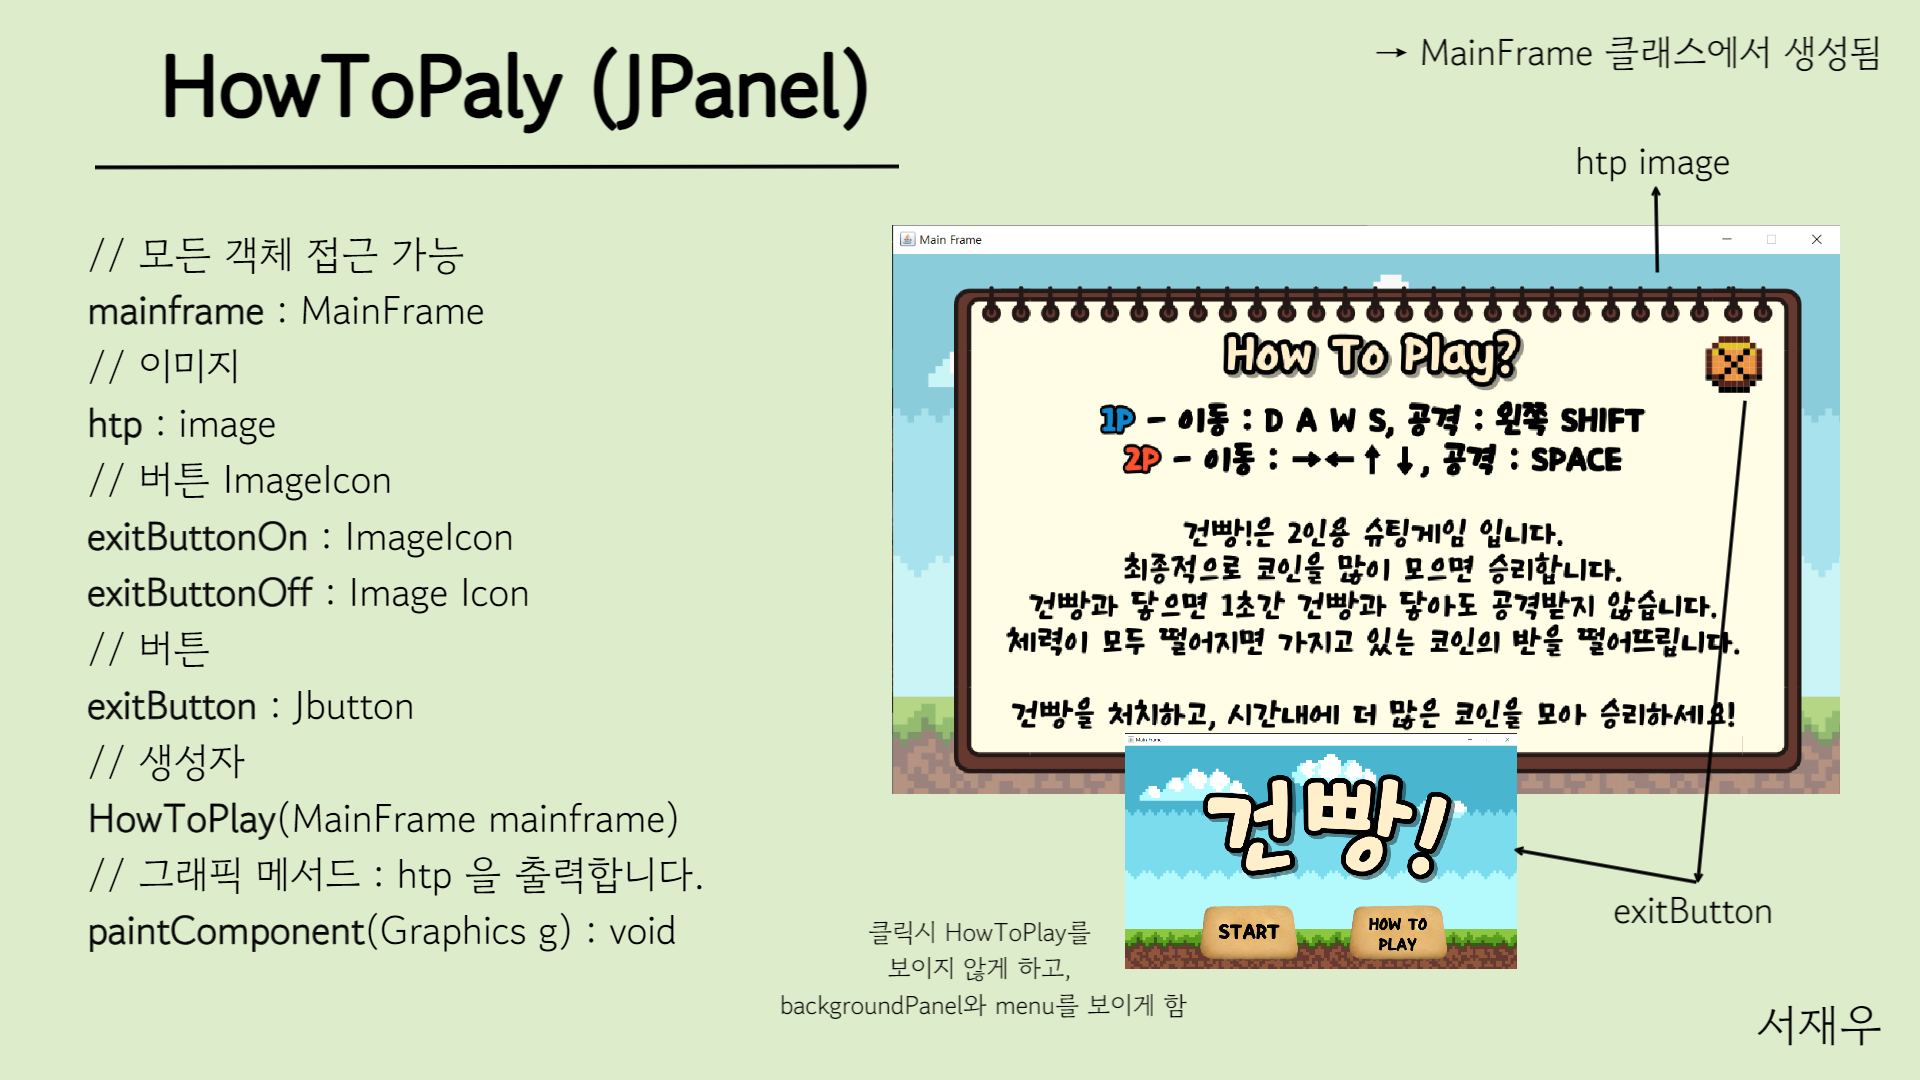 HowToPaly (JPanel)
→ MainFrame 클래스에서 생성됨
// 모든 객체 접근 가능
mainframe : MainFrame
// 이미지
htp : image
// 버튼 ImageIcon
exitButtonOn : ImageIcon
exitButtonOff : Image Icon
// 버튼
exitButton : Jbutton
// 생성자
HowToPlay(MainFrame mainframe)
// 그래픽 메서드 : htp 을 출력합니다.
paintComponent(Graphics g) : void
htp image
Main Frame
How To Play?
1P - 이동 : D A W S, 공격 : 왼쪽 SHIFT
2P - 이동 : →←↑↓, 공격 : SPACE
건빵!은 2인용 슈팅게임 입니다.
최종적으로 코인을 많이 모으면 승리합니다.
건빵과 닿으면 1초간 건빵과 닿아도 공격받지 않습니다.
체력이 모두 떨어지면 가지고 있는 코인의 반을 떨어뜨립니다.
건빵을 처치하고, 시간내에 더 많은 코인을 모아 승리하세요!
Main Frame
건빵!
START
HOW TO
PLAY
exitButton
클릭시 HowToPlay를
보이지 않게 하고,
backgroundPanel와 menu를 보이게 함
서재우